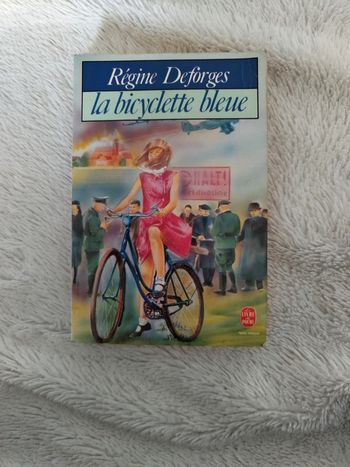 Régine Deforges
la bicyclette bleue
HALT!
LE LIVRE
DE
POCHE